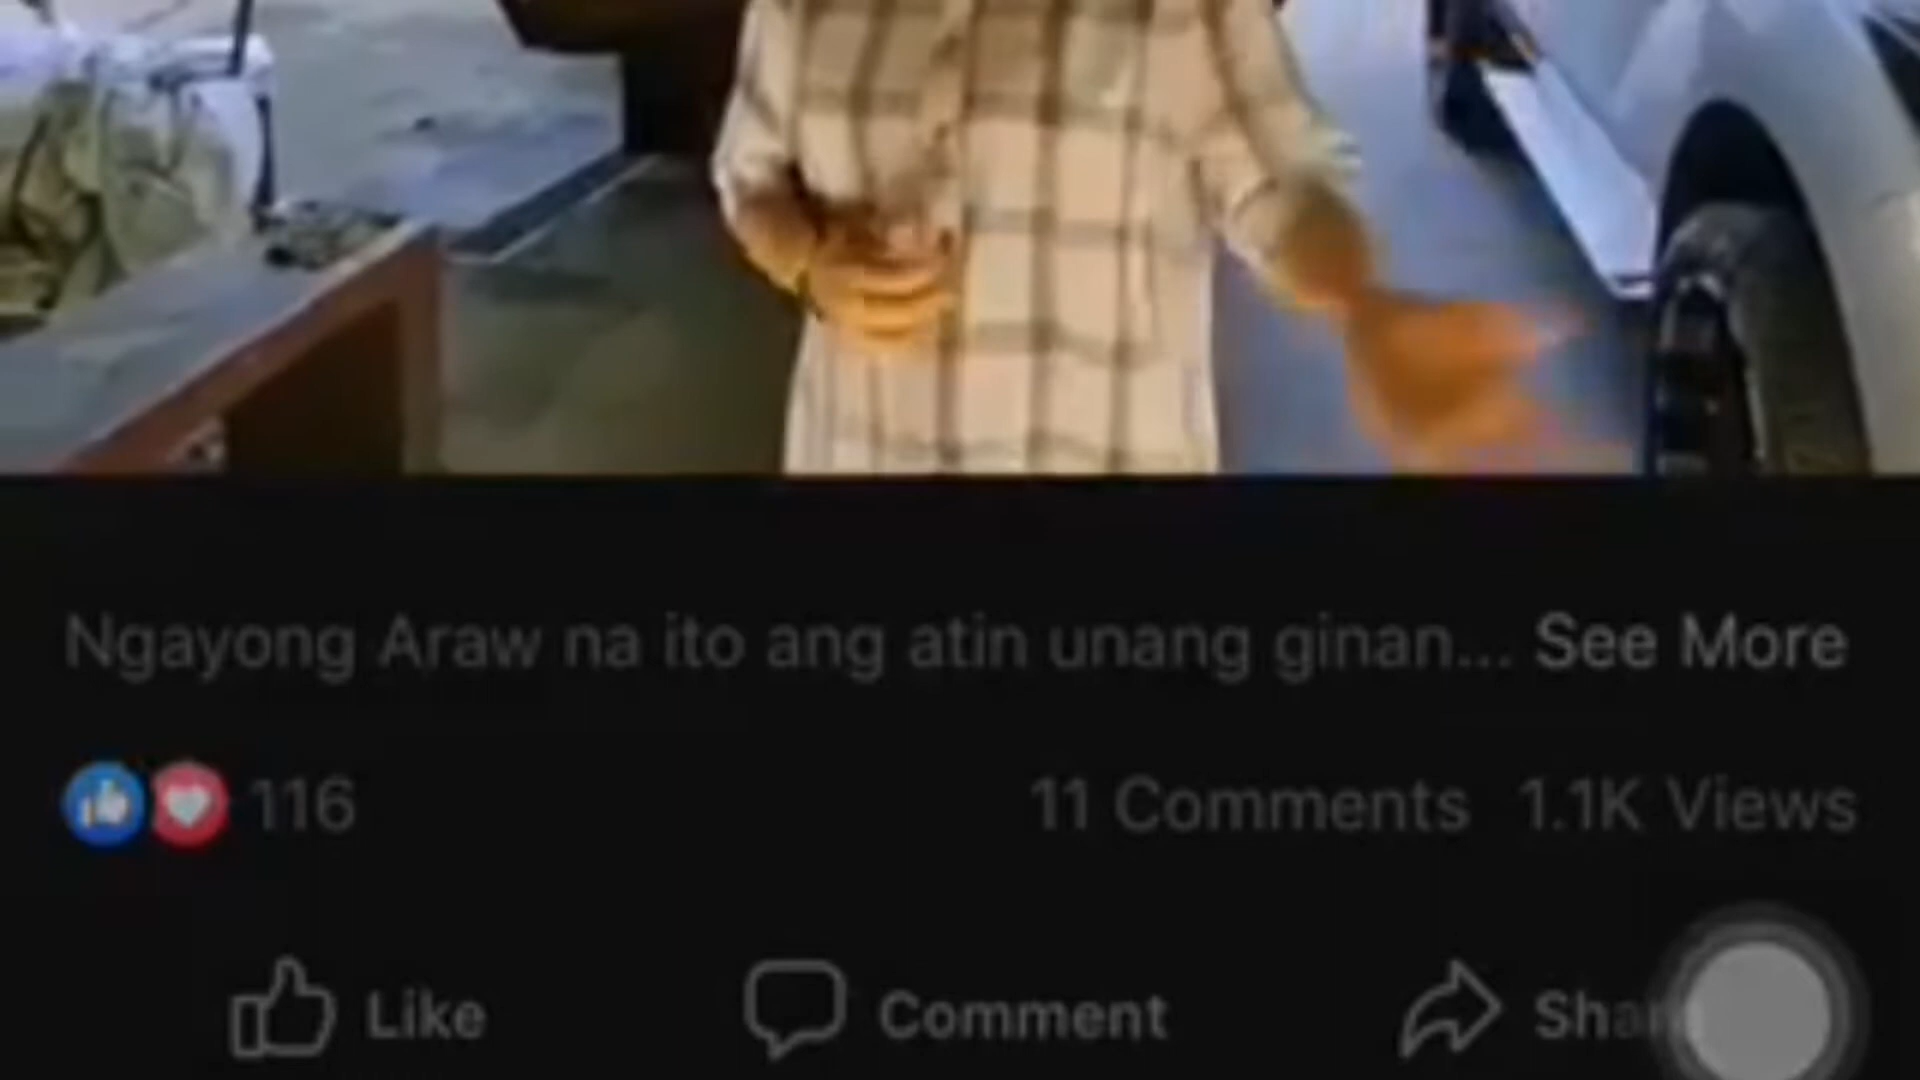 Ngayong Araw na ito ang atin unang ginan... See More
116 11 Comments 1.1K Views
Like Comment